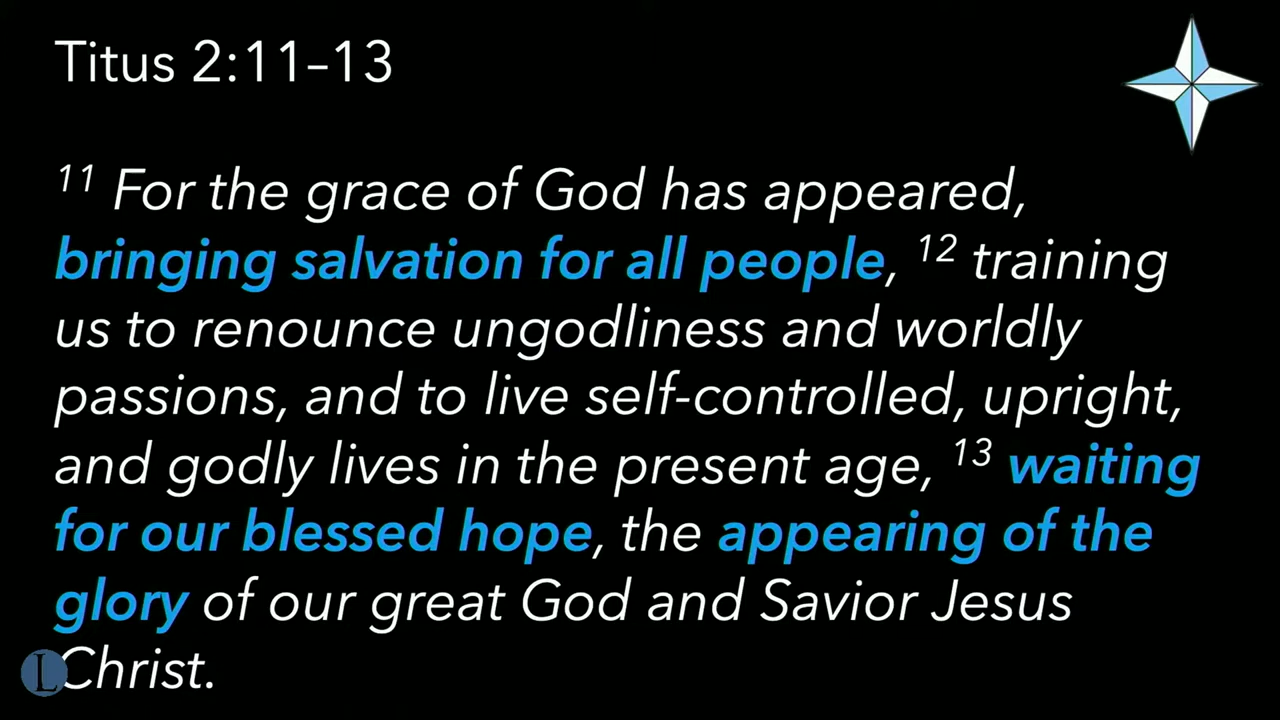 Titus 2:11–13
11 For the grace of God has appeared,
bringing salvation for all people, 12 training
us to renounce ungodliness and worldly
passions, and to live self-controlled, upright,
and godly lives in the present age, 13 waiting
for our blessed hope, the appearing of the
glory of our great God and Savior Jesus
Christ.
L